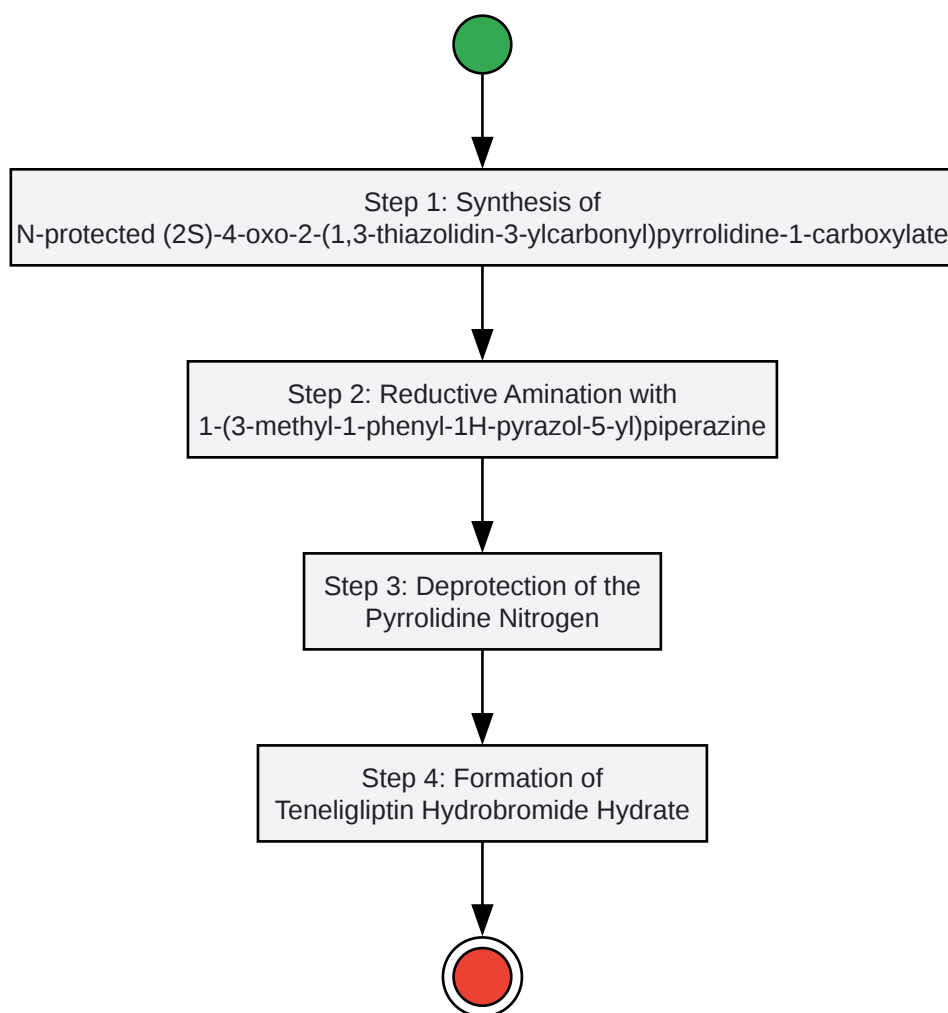 Step 1: Synthesis of
N-protected (2S)-4-oxo-2-(1,3-thiazolidin-3-ylcarbonyl)pyrrolidine-1-carboxylate
Step 2: Reductive Amination with
1-(3-methyl-1-phenyl-1H-pyrazol-5-yl)piperazine
Step 3: Deprotection of the
Pyrrolidine Nitrogen
Step 4: Formation of
Teneligliptin Hydrobromide Hydrate